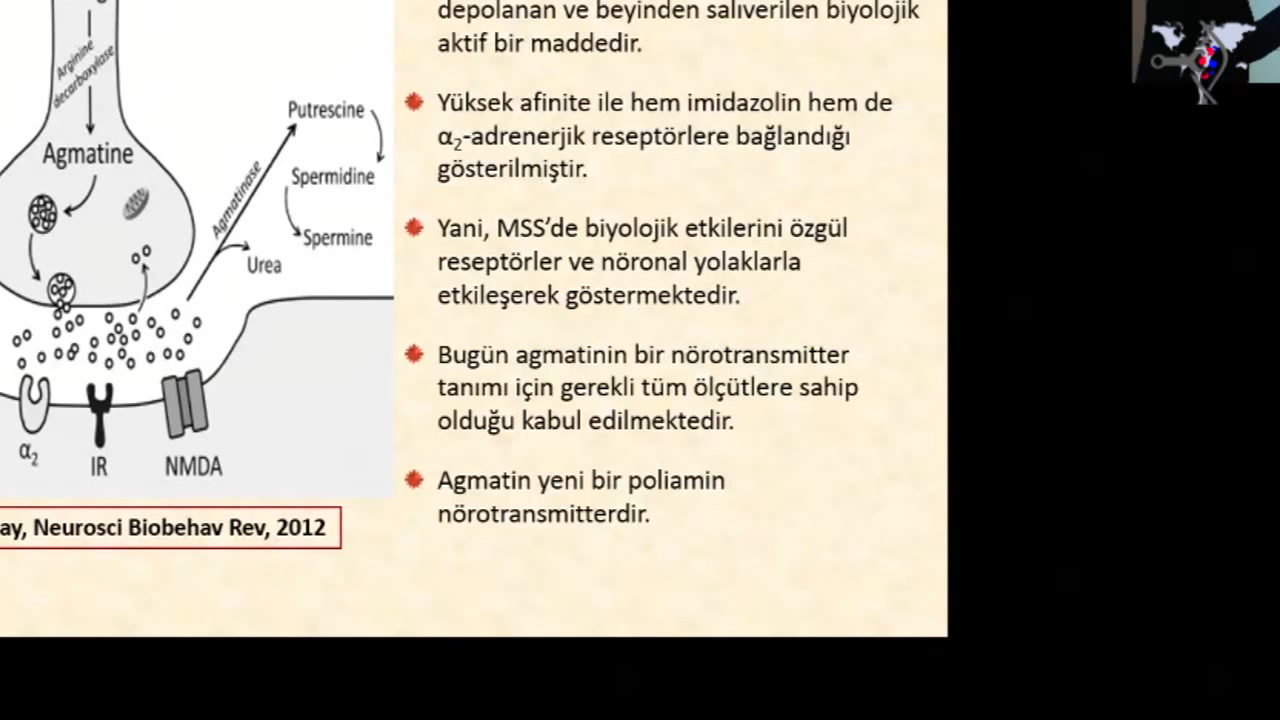 Arginine
decarboxylase
Agmatine
Putrescine
Spermidine
Spermine
Agmatinase
Urea
α2
IR
NMDA
Neurosci Biobehav Rev, 2012
depolanan ve beyinden salıverilen biyolojik
aktif bir maddedir.
Yüksek afinite ile hem imidazolin hem de
α2-adrenerjik reseptörlere bağlandığı
gösterilmiştir.
Yani, MSS’de biyolojik etkilerini özgül
reseptörler ve nöronal yolaklarla
etkileşerek göstermektedir.
Bugün agmatinin bir nörotransmitter
tanımı için gerekli tüm ölçütlere sahip
olduğu kabul edilmektedir.
Agmatin yeni bir poliamin
nörotransmitterdir.